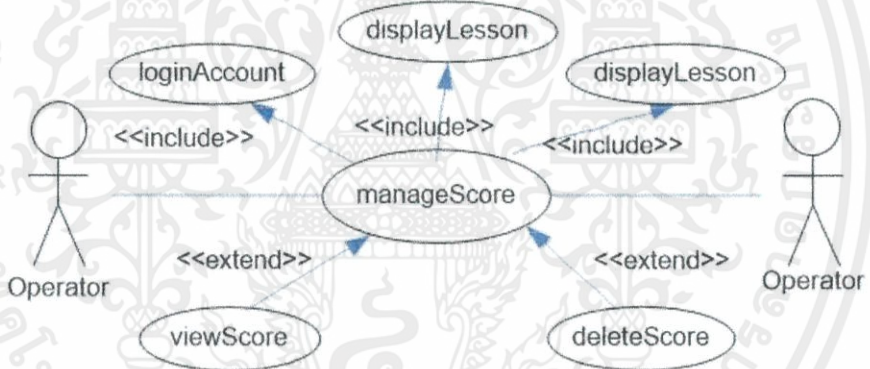 displayLesson
loginAccount
displayLesson
<<include>>
<<include>>
<<include>>
manageScore
<<extend>>
<<extend>>
Operator
Operator
viewScore
deleteScore